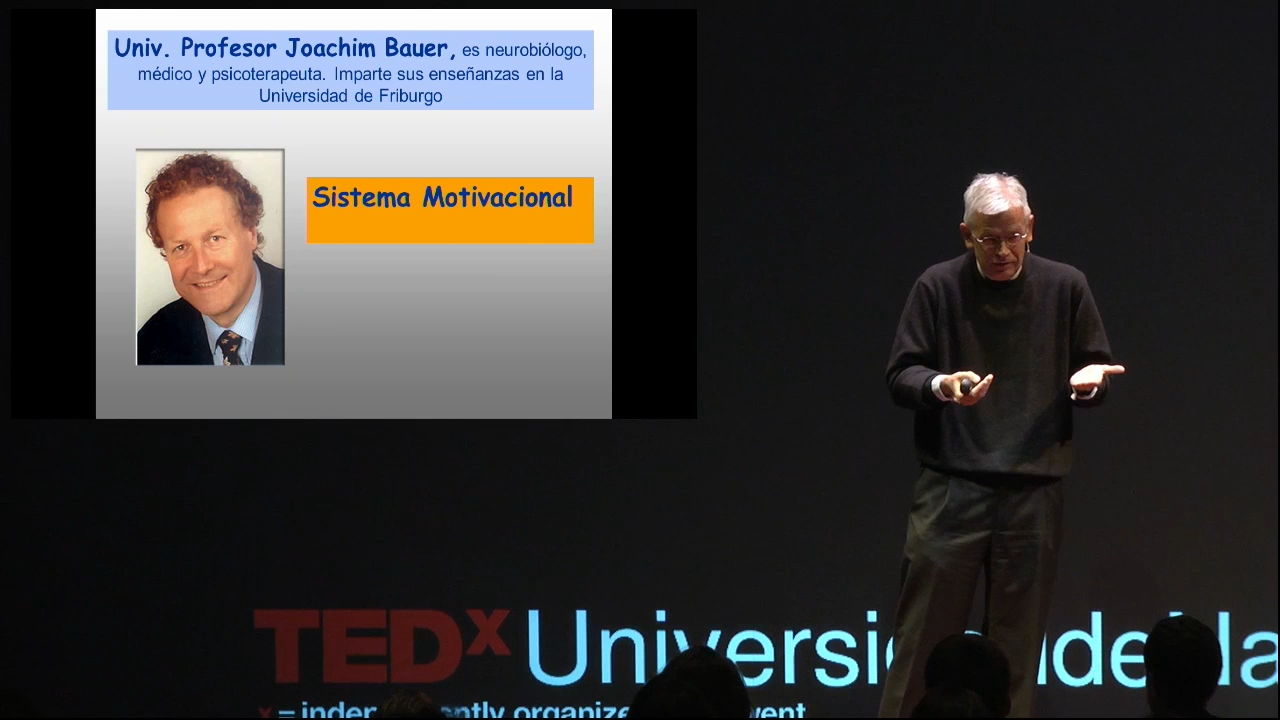 Univ. Profesor Joachim Bauer, es neurobiólogo,
médico y psicoterapeuta. Imparte sus enseñanzas en la
Universidad de Friburgo
Sistema Motivacional
TEDx